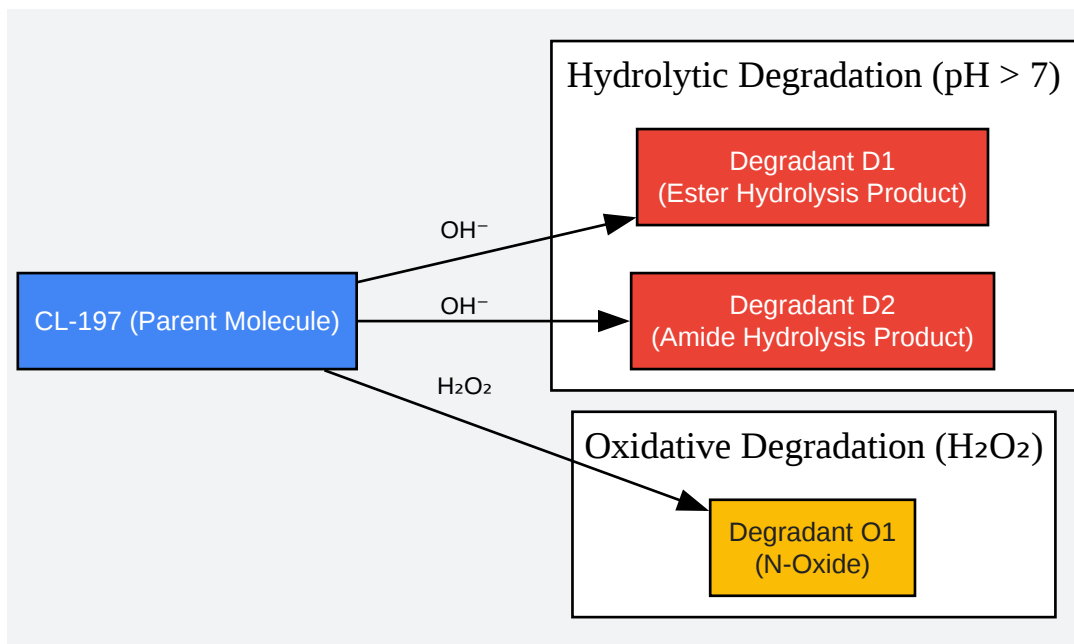 Hydrolytic Degradation (pH > 7)
Degradant D1
(Ester Hydrolysis Product)
OH⁻
CL-197 (Parent Molecule)
OH⁻
Degradant D2
(Amide Hydrolysis Product)
H₂O₂
Oxidative Degradation (H₂O₂)
Degradant O1
(N-Oxide)